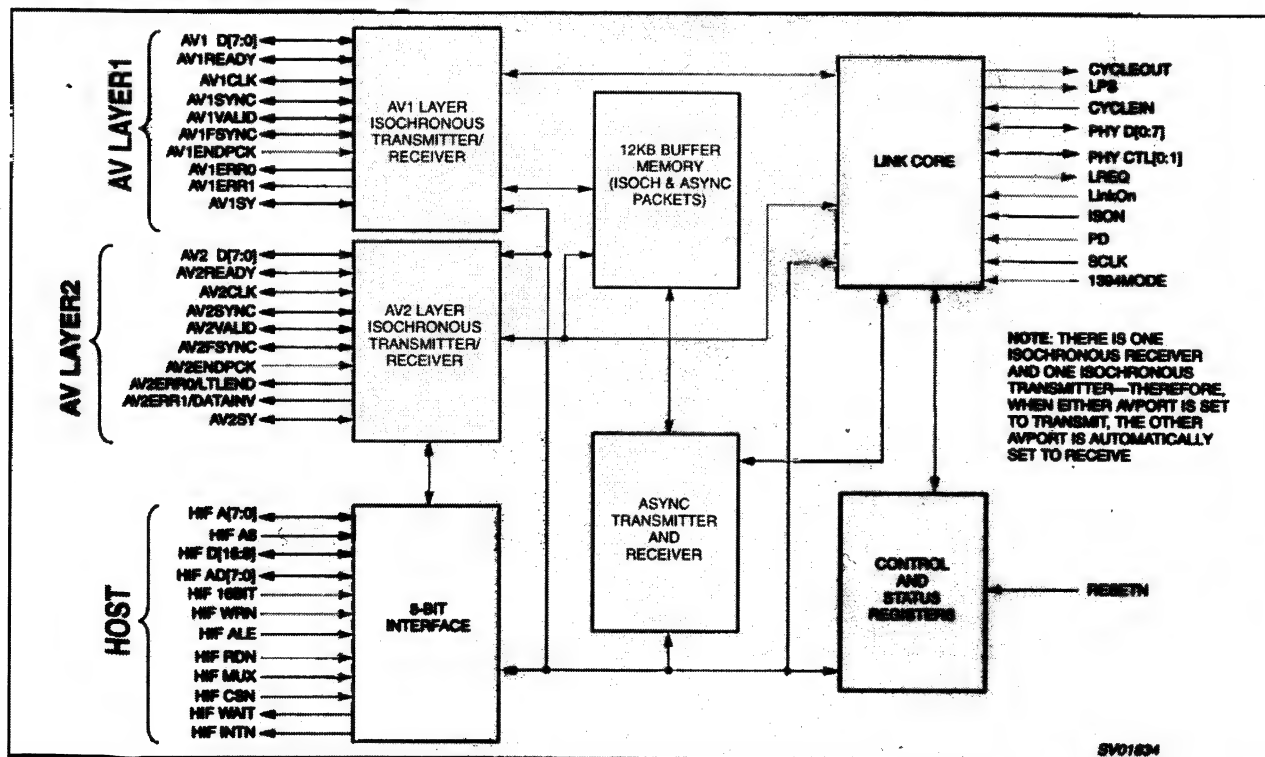 AV LAYER1
AV1 D[7:0]
AV1READY
AV1CLK
AV1SYNC
AV1VALID
AV1FSYNC
AV1ENDPCK
AV1ERR0
AV1ERR1
AV1SY
AV1 LAYER
ISOCHRONOUS
TRANSMITTER/
RECEIVER
AV LAYER2
AV2 D[7:0]
AV2READY
AV2CLK
AV2SYNC
AV2VALID
AV2FSYNC
AV2ENDPCK
AV2ERR0/LTLEND
AV2ERR1/DATAINV
AV2SY
AV2 LAYER
ISOCHRONOUS
TRANSMITTER/
RECEIVER
HOST
HIF A[7:0]
HIF A8
HIF D[15:8]
HIF AD[7:0]
HIF 16BIT
HIF WRN
HIF ALE
HIF RDN
HIF MUX
HIF CSN
HIF WAIT
HIF INTN
8-BIT
INTERFACE
12KB BUFFER
MEMORY
(ISOCH & ASYNC
PACKETS)
ASYNC
TRANSMITTER
AND
RECEIVER
LINK CORE
CYCLEOUT
LPS
CYCLEIN
PHY D[0:7]
PHY CTL[0:1]
LREQ
LinkOn
ISON
PD
SCLK
1394MODE
NOTE: THERE IS ONE
ISOCHRONOUS RECEIVER
AND ONE ISOCHRONOUS
TRANSMITTER—THEREFORE,
WHEN EITHER AVPORT IS SET
TO TRANSMIT, THE OTHER
AVPORT IS AUTOMATICALLY
SET TO RECEIVE
CONTROL
AND
STATUS
REGISTERS
RESETN
SV01834